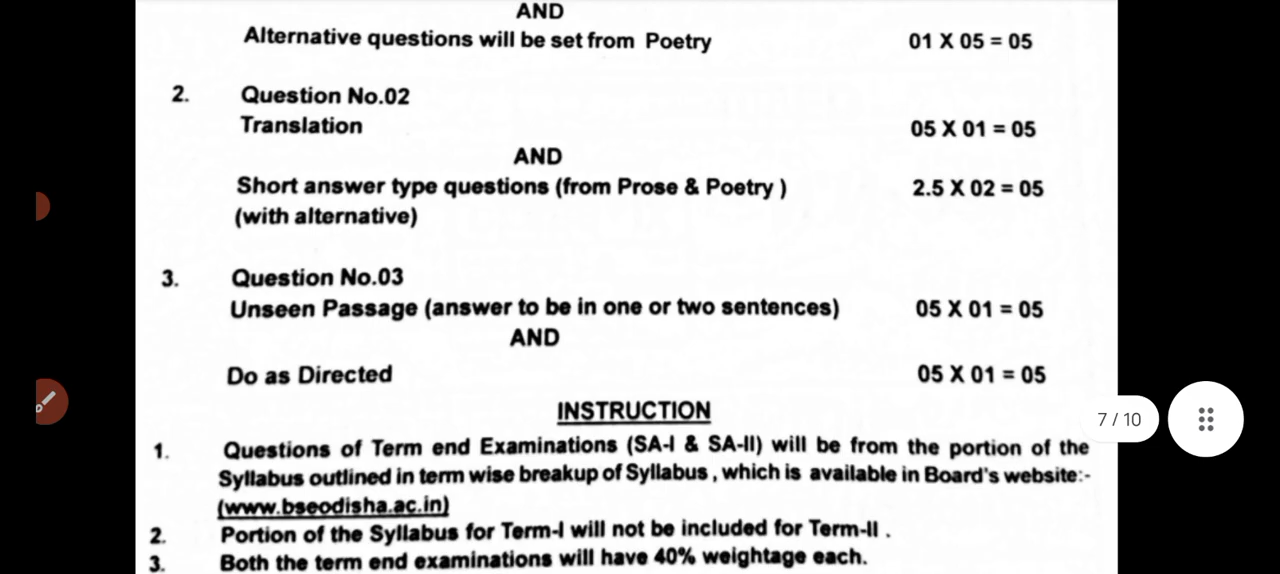 AND
Alternative questions will be set from Poetry 01 X 05 = 05
2. Question No.02
Translation 05 X 01 = 05
AND
Short answer type questions (from Prose & Poetry ) 2.5 X 02 = 05
(with alternative)
3. Question No.03
Unseen Passage (answer to be in one or two sentences) 05 X 01 = 05
AND
Do as Directed 05 X 01 = 05
INSTRUCTION
7 / 10
1. Questions of Term end Examinations (SA-I & SA-II) will be from the portion of the
Syllabus outlined in term wise breakup of Syllabus , which is available in Board's website:-
(www.bseodisha.ac.in)
2. Portion of the Syllabus for Term-I will not be included for Term-II .
3. Both the term end examinations will have 40% weightage each.